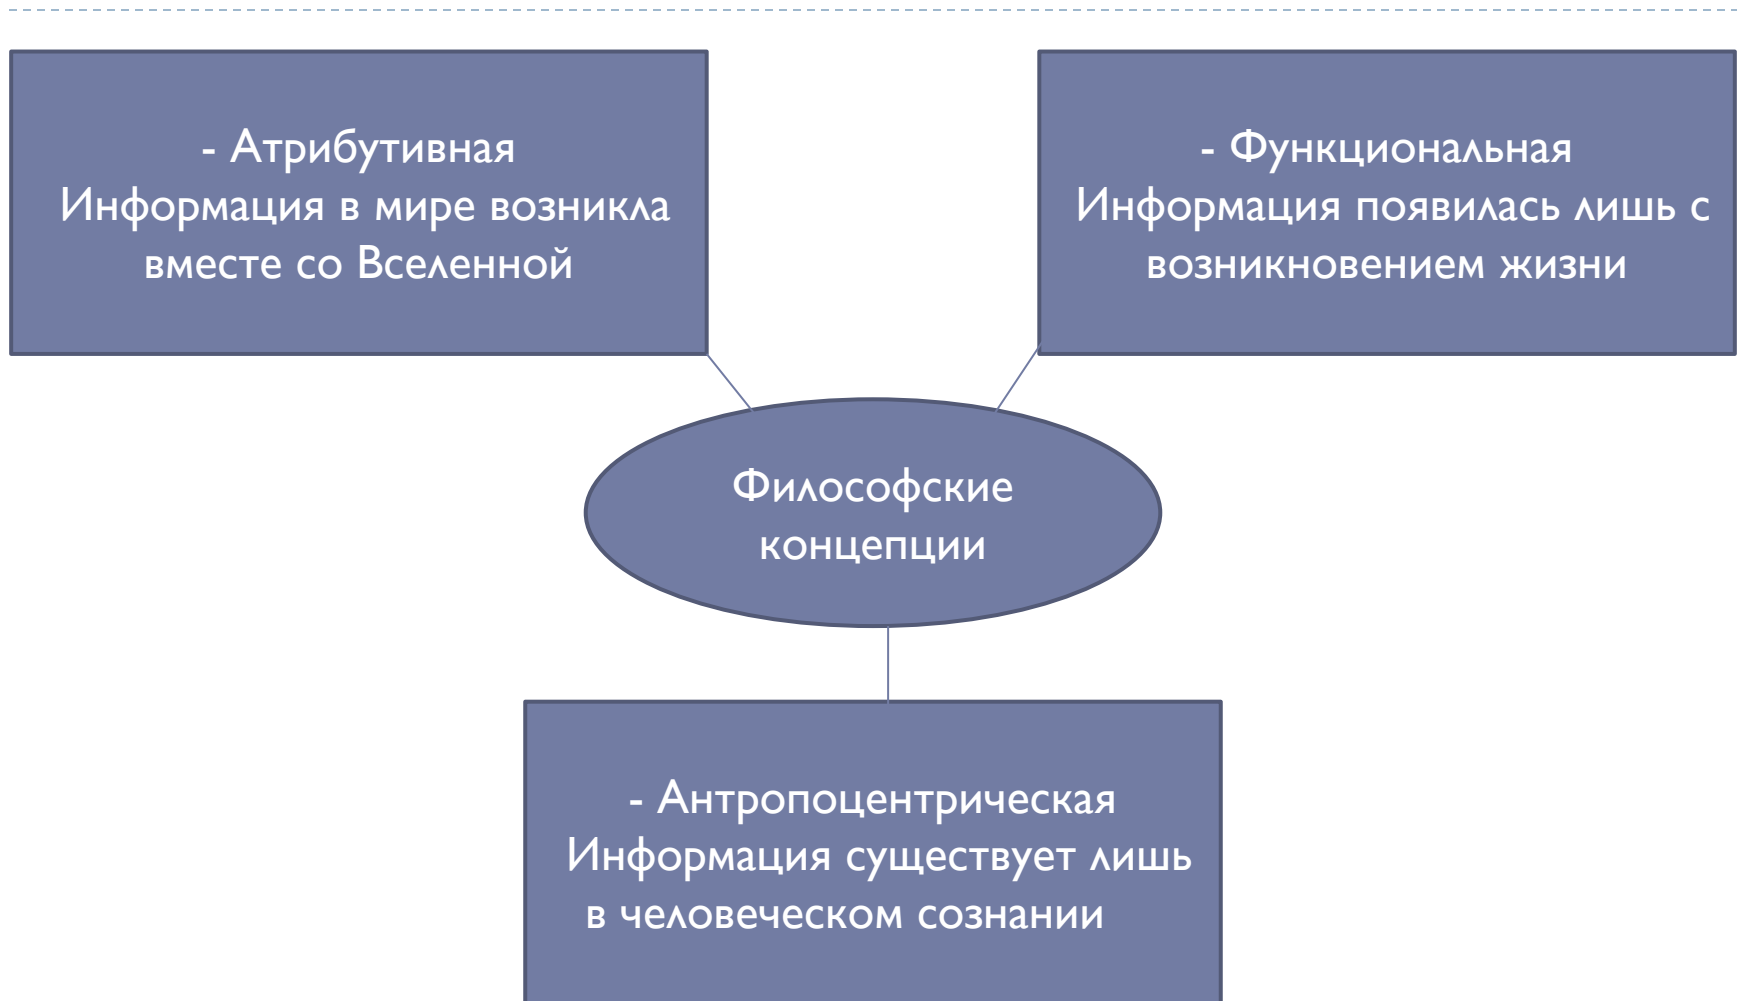 - Атрибутивная
Информация в мире возникла
вместе со Вселенной
- Функциональная
Информация появилась лишь с
возникновением жизни
Философские
концепции
- Антропоцентрическая
Информация существует лишь
в человеческом сознании